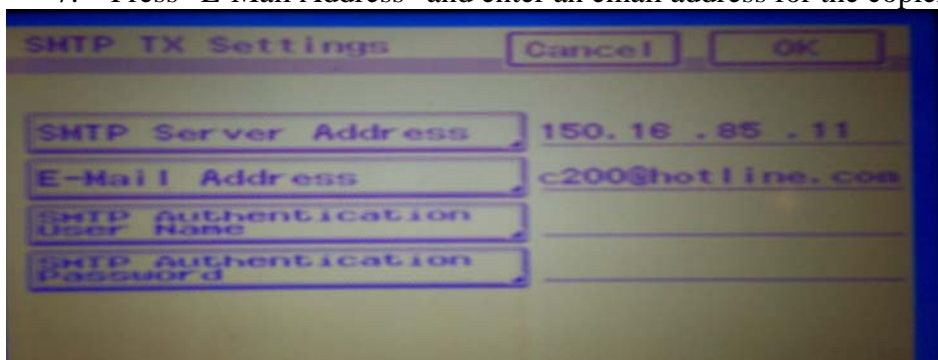 7. Press "E-Mail Address" and enter an email address for the copier
SMTP TX Settings Cancel OK
SMTP Server Address 150.16 .85 .11
E-Mail Address c200@hotline.com
SMTP Authentication
User Name
SMTP Authentication
Password